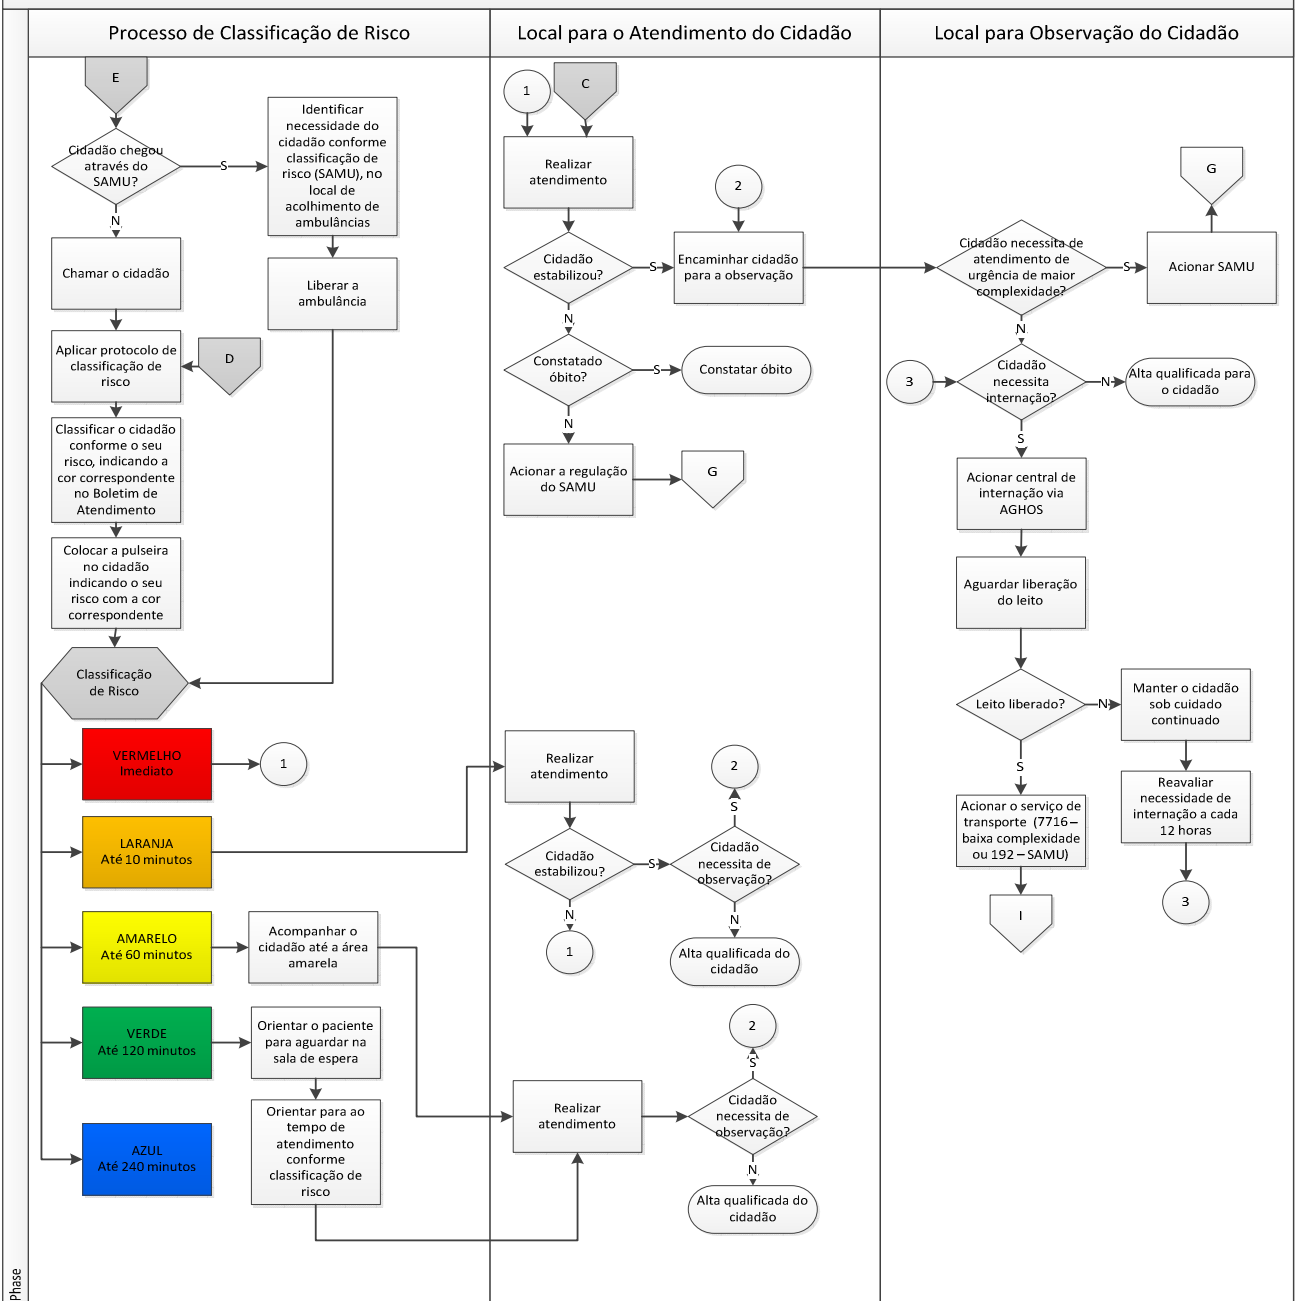 Processo de Classificação de Risco
Local para o Atendimento do Cidadão
Local para Observação do Cidadão
E
Cidadão chegou
através do
SAMU?
S
N
Identificar
necessidade do
cidadão conforme
classificação de
risco (SAMU), no
local de
acolhimento de
ambulâncias
Liberar a
ambulância
Chamar o cidadão
Aplicar protocolo de
classificação de
risco
D
Classificar o cidadão
conforme o seu
risco, indicando a
cor correspondente
no Boletim de
Atendimento
Colocar a pulseira
no cidadão
indicando o seu
risco com a cor
correspondente
Classificação
de Risco
VERMELHO
Imediato
1
LARANJA
Até 10 minutos
AMARELO
Até 60 minutos
Acompanhar o
cidadão até a área
amarela
VERDE
Até 120 minutos
Orientar o paciente
para aguardar na
sala de espera
AZUL
Até 240 minutos
Orientar para ao
tempo de
atendimento
conforme
classificação de
risco
1
C
Realizar
atendimento
2
Cidadão
estabilizou?
S
Encaminhar cidadão
para a observação
N
Constatado
óbito?
S
Constatar óbito
N
Acionar a regulação
do SAMU
G
Realizar
atendimento
2
S
Cidadão
estabilizou?
S
Cidadão
necessita de
observação?
N
1
N
Alta qualificada do
cidadão
2
S
Realizar
atendimento
Cidadão
necessita de
observação?
N
Alta qualificada do
cidadão
G
Cidadão necessita de
atendimento de
urgência de maior
complexidade?
S
Acionar SAMU
N
3
Cidadão
necessita
internação?
N
Alta qualificada para
o cidadão
S
Acionar central de
internação via
AGHOS
Aguardar liberação
do leito
Leito liberado?
N
Manter o cidadão
sob cuidado
continuado
S
Reavaliar
necessidade de
internação a cada
12 horas
Acionar o serviço de
transporte (7716 –
baixa complexidade
ou 192 – SAMU)
3
I
Phase